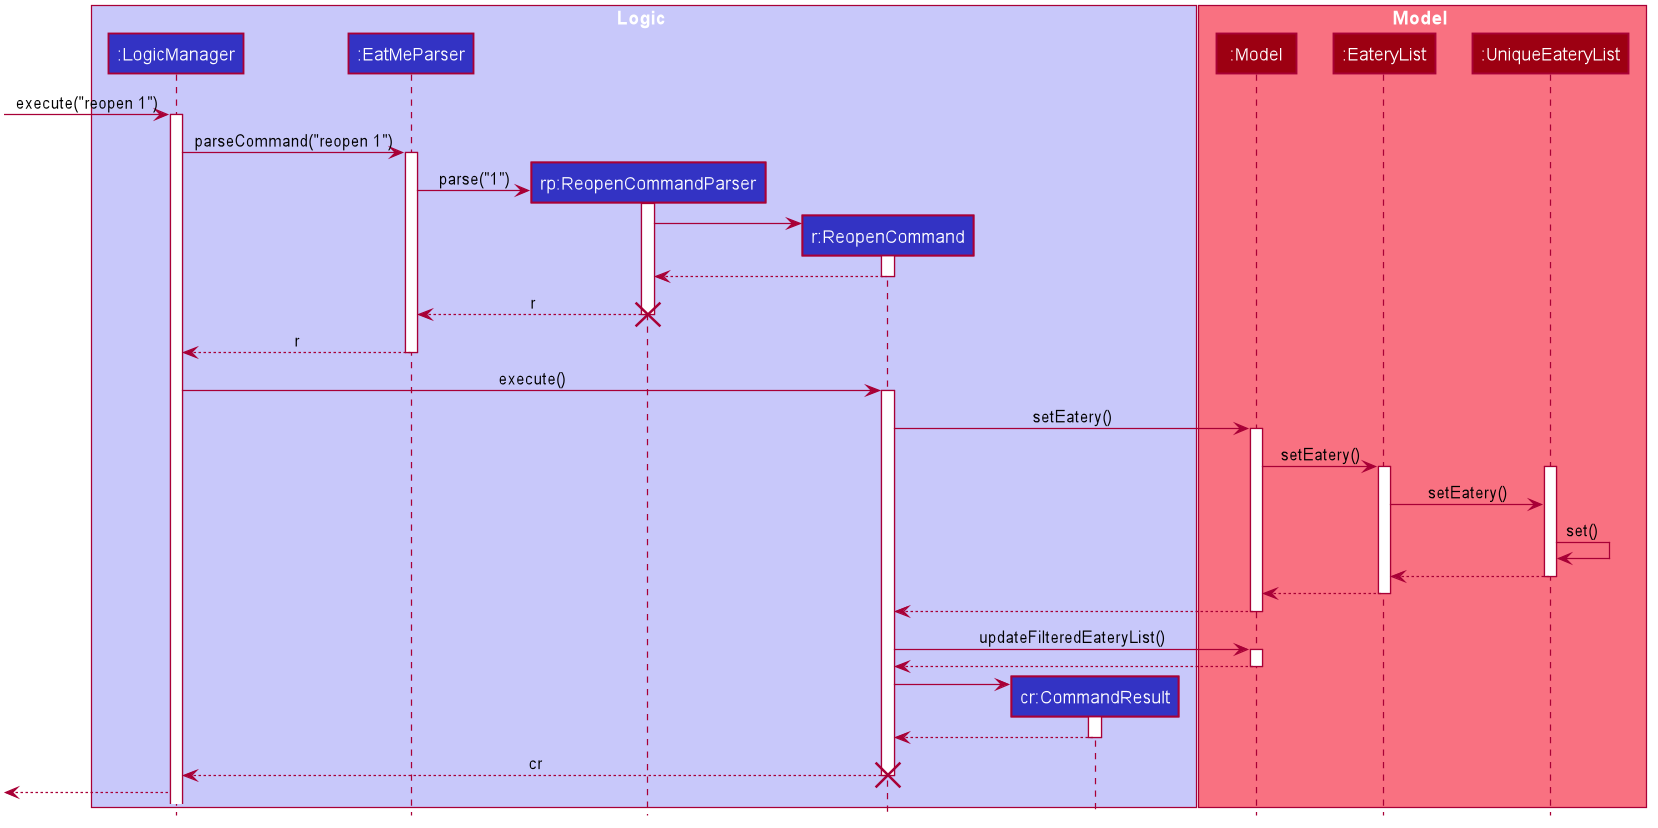 Logic
Model
:LogicManager
:EatMeParser
:Model
:EateryList
:UniqueEateryList
execute("reopen 1")
parseCommand("reopen 1")
parse("1")
rp:ReopenCommandParser
r:ReopenCommand
r
r
execute()
setEatery()
setEatery()
setEatery()
set()
updateFilteredEateryList()
cr:CommandResult
cr